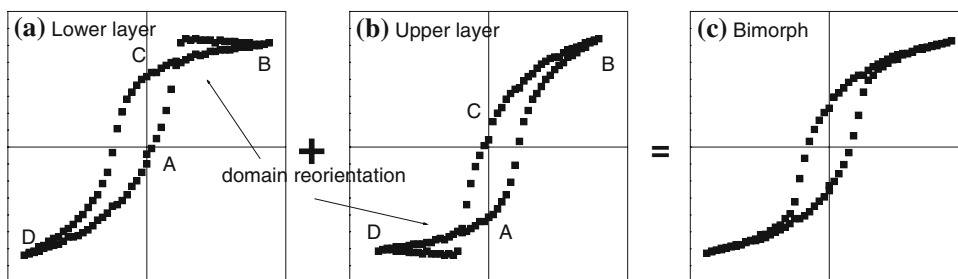 (a) Lower layer
C
B
A
D
+
domain reorientation
(b) Upper layer
B
C
D
A
=
(c) Bimorph